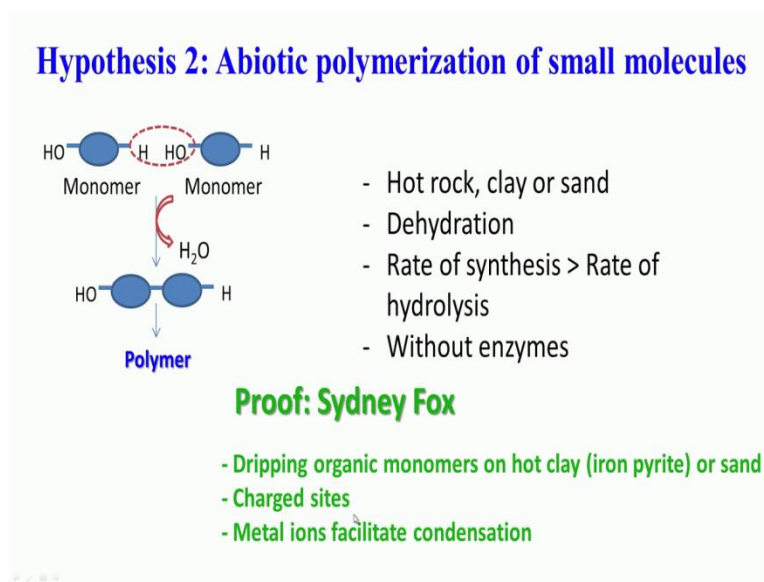 Hypothesis 2: Abiotic polymerization of small molecules
HO H HO H
Monomer Monomer
H₂O
HO H
Polymer
- Hot rock, clay or sand
- Dehydration
- Rate of synthesis > Rate of
hydrolysis
- Without enzymes
Proof: Sydney Fox
- Dripping organic monomers on hot clay (iron pyrite) or sand
- Charged sites
- Metal ions facilitate condensation